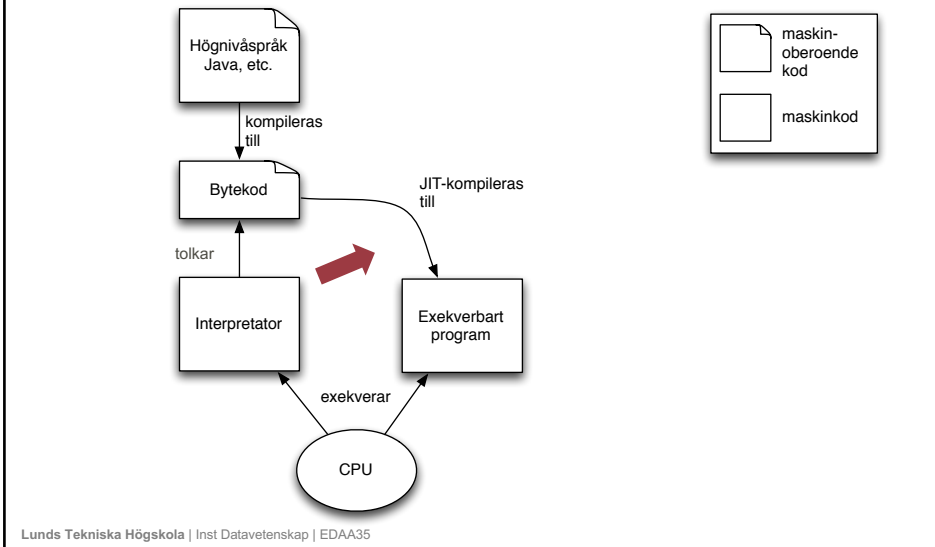 Högnivåspråk
Java, etc.
maskin-
oberoende
kod
maskinkod
kompileras
till
Bytekod
JIT-kompileras
till
tolkar
Interpretator
Exekverbart
program
exekverar
CPU
Lunds Tekniska Högskola | Inst Datavetenskap | EDAA35